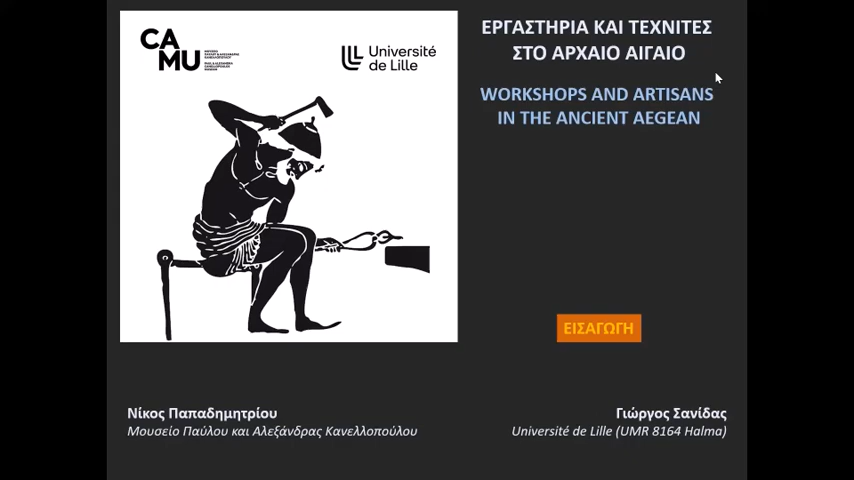 CA
MU
Université
de Lille
ΕΡΓΑΣΤΗΡΙΑ ΚΑΙ ΤΕΧΝΙΤΕΣ
ΣΤΟ ΑΡΧΑΙΟ ΑΙΓΑΙΟ
WORKSHOPS AND ARTISANS
IN THE ANCIENT AEGEAN
ΕΙΣΑΓΩΓΗ
Νίκος Παπαδημητρίου
Μουσείο Παύλου και Αλεξάνδρας Κανελλοπούλου
Γιώργος Σανίδας
Université de Lille (UMR 8164 Halma)